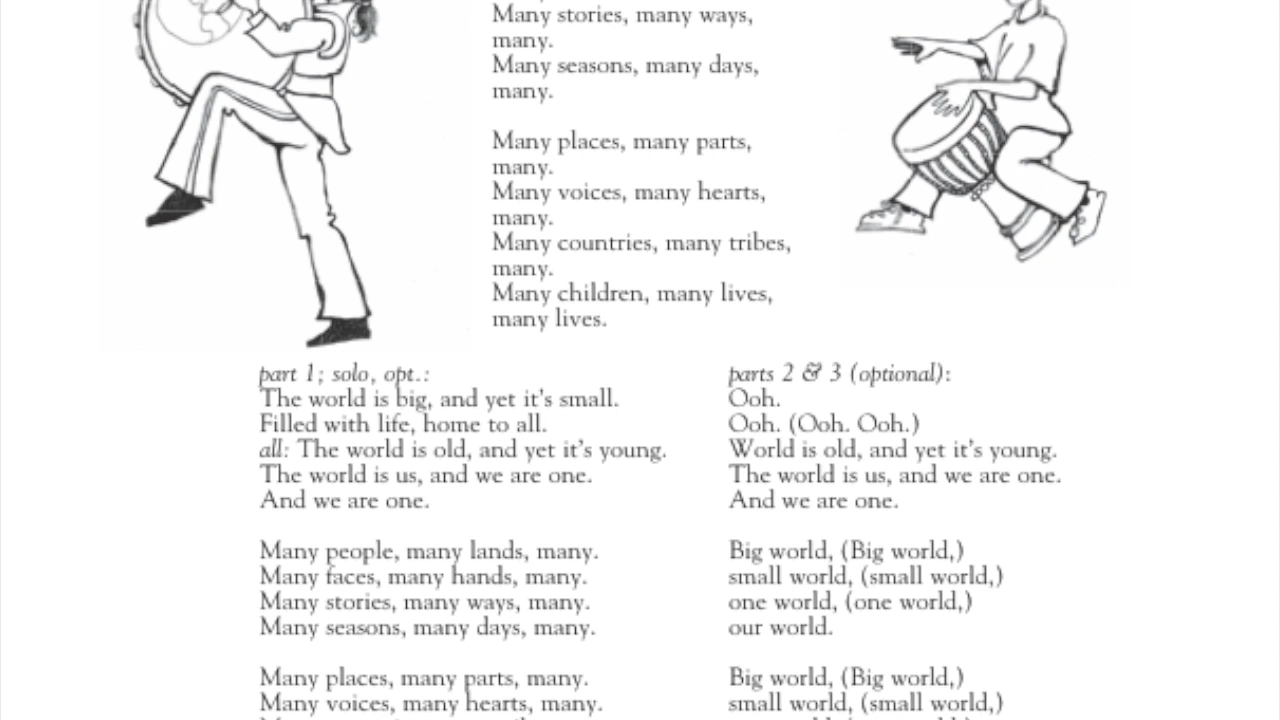 Many stories, many ways,
many.
Many seasons, many days,
many.
Many places, many parts,
many.
Many voices, many hearts,
many.
Many countries, many tribes,
many.
Many children, many lives,
many lives.
part 1; solo, opt.:
The world is big, and yet it's small.
Filled with life, home to all.
all: The world is old, and yet it's young.
The world is us, and we are one.
And we are one.
Many people, many lands, many.
Many faces, many hands, many.
Many stories, many ways, many.
Many seasons, many days, many.
Many places, many parts, many.
Many voices, many hearts, many.
parts 2 & 3 (optional):
Ooh.
Ooh. (Ooh. Ooh.)
World is old, and yet it's young.
The world is us, and we are one.
And we are one.
Big world, (Big world,)
small world, (small world,)
one world, (one world,)
our world.
Big world, (Big world,)
small world, (small world,)